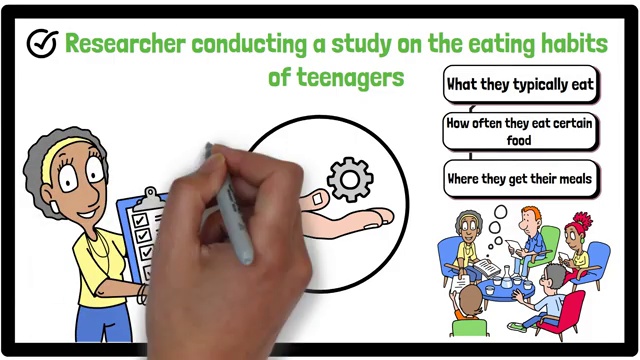 Researcher conducting a study on the eating habits
of teenagers
What they typically eat
How often they eat certain
food
Where they get their meals